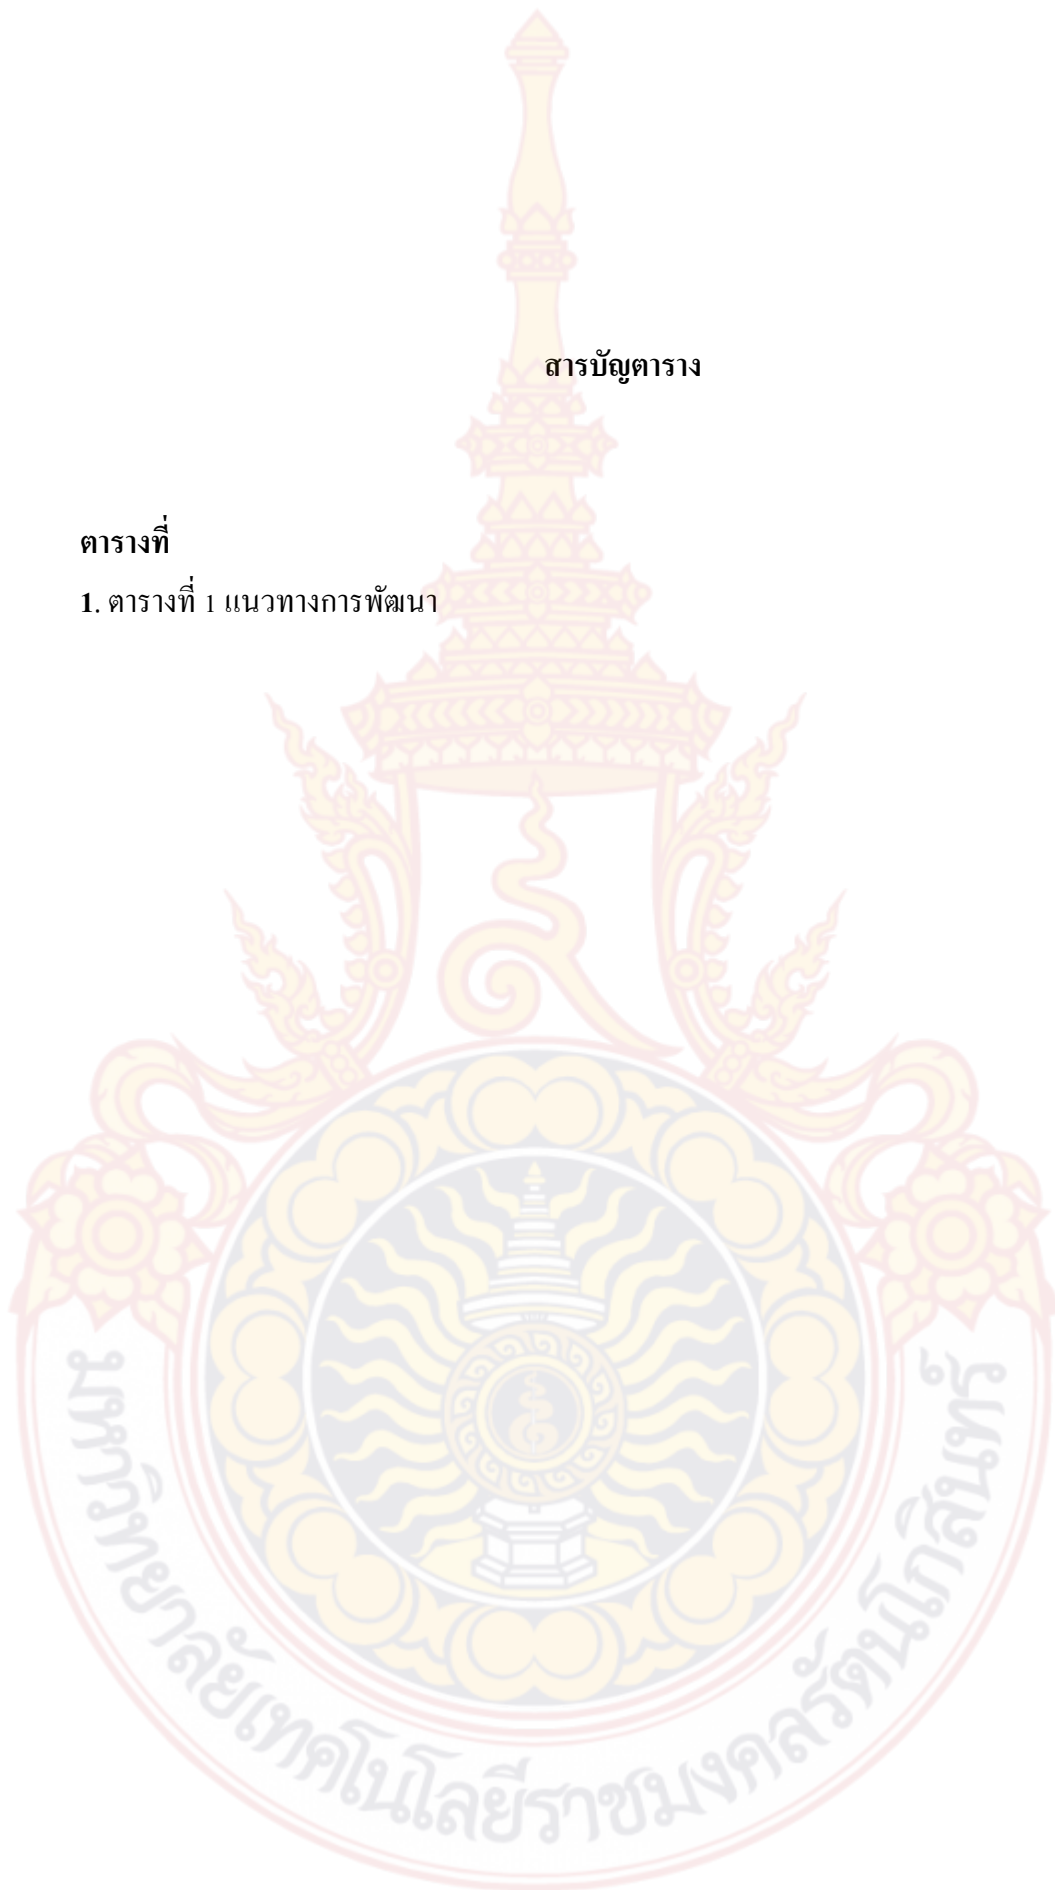 สารบัญตาราง
ตารางที่
1. ตารางที่ 1 แนวทางการพัฒนา
มหาวิทยาลัยเทคโนโลยีราชมงคลรัตนโกสินทร์